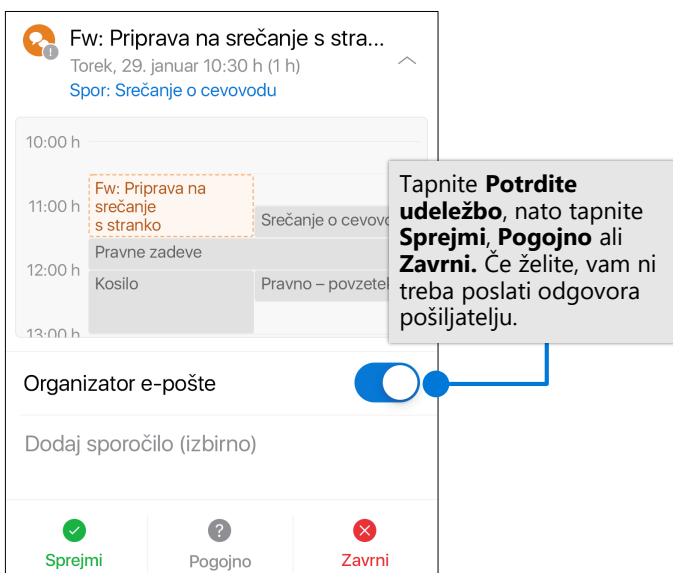 Fw: Priprava na srečanje s stra...
Torek, 29. januar 10:30 h (1 h)
Spor: Srečanje o cevovodu
10:00 h
Fw: Priprava na
srečanje
s stranko
11:00 h
Srečanje o cevovo
Pravne zadeve
12:00 h
Kosilo
Pravno – povzetek
13:00 h
Tapnite Potrdite
udeležbo, nato tapnite
Sprejmi, Pogojno ali
Zavrni. Če želite, vam ni
treba poslati odgovora
pošiljatelju.
Organizator e-pošte
Dodaj sporočilo (izbirno)
Sprejmi
Pogojno
Zavrni